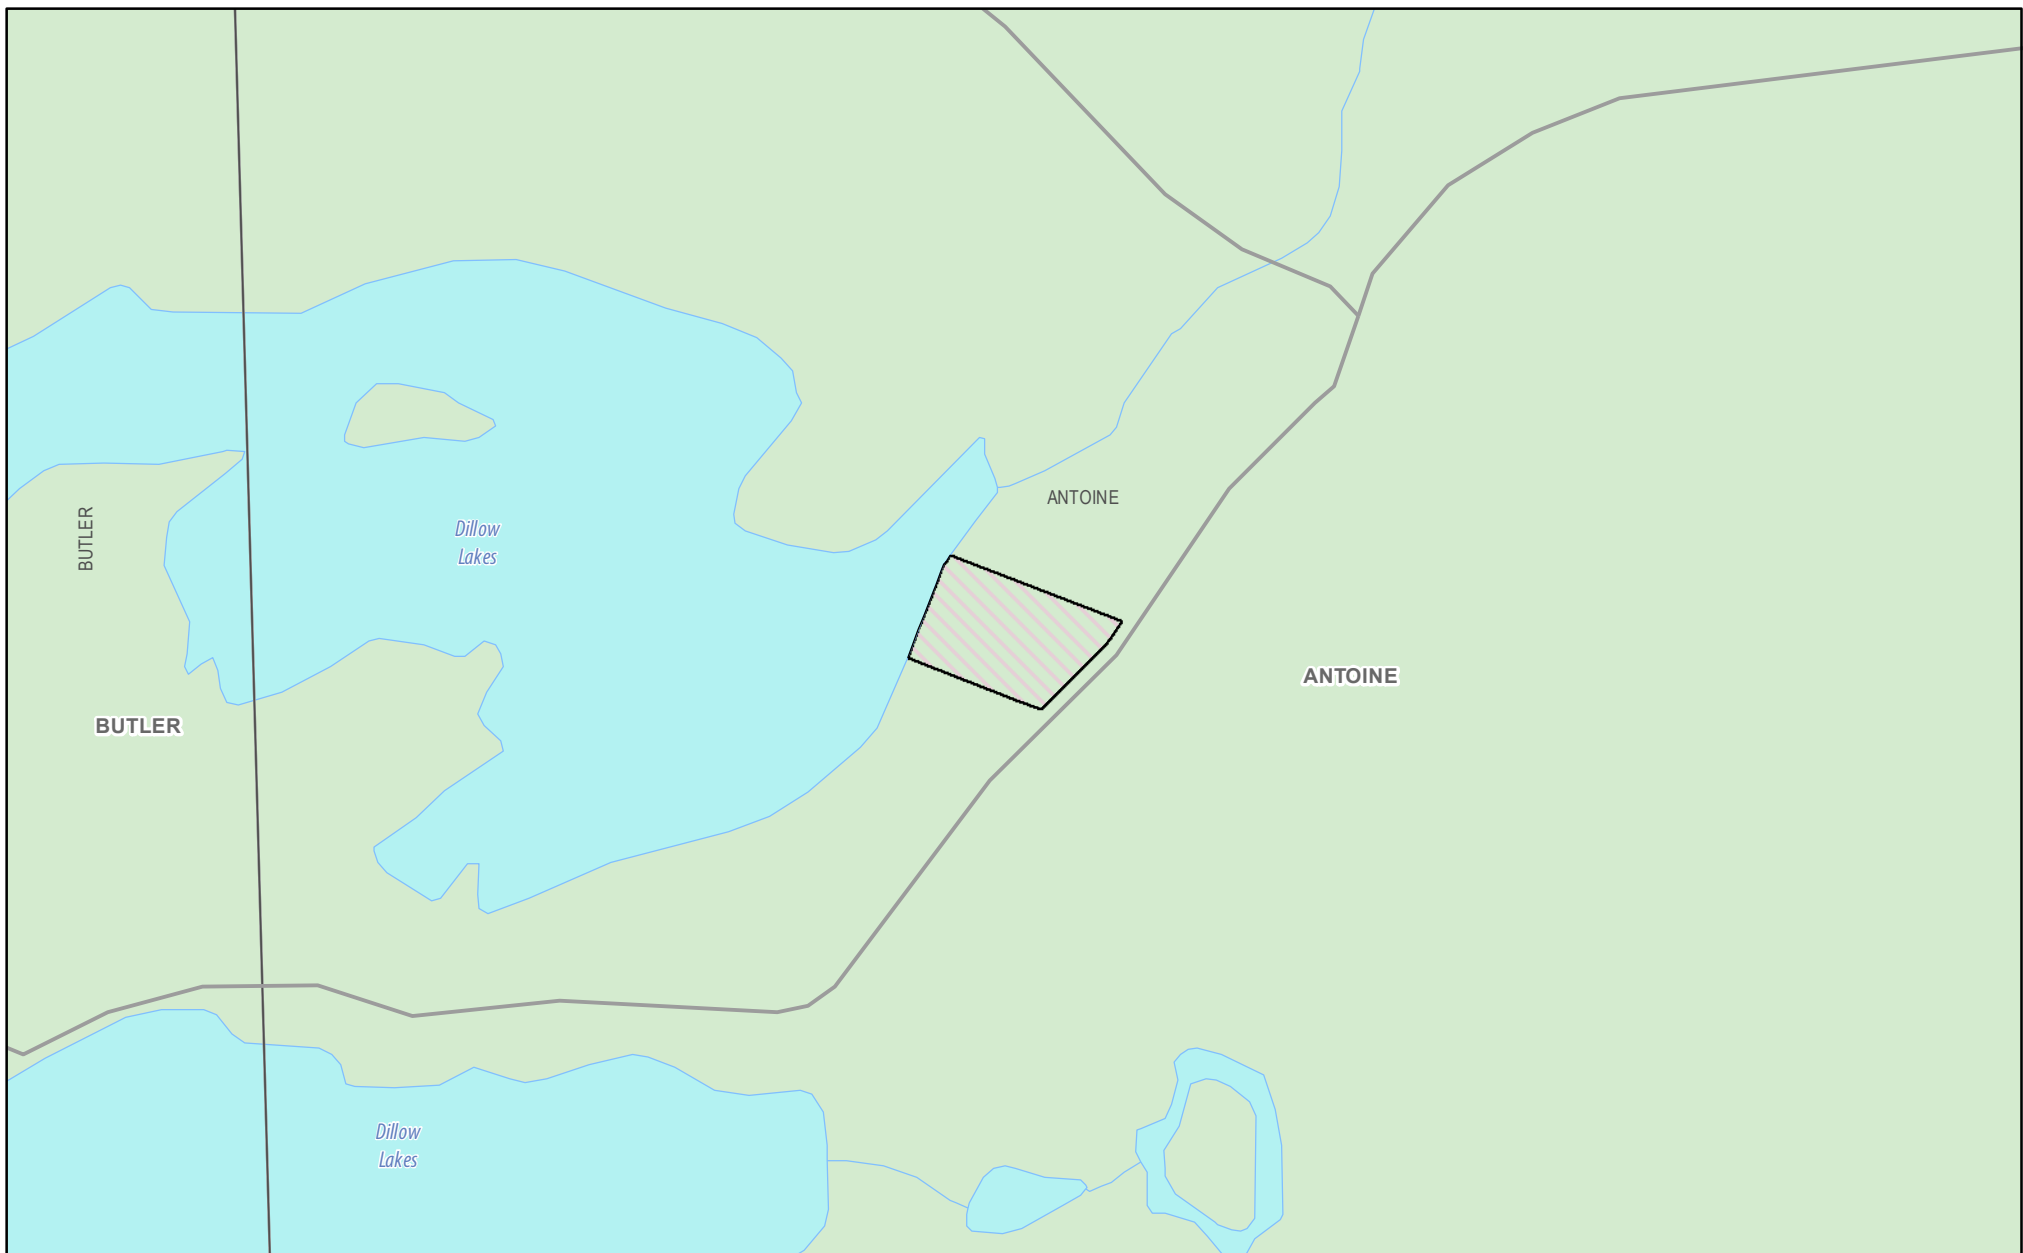 ANTOINE
BUTLER
Dillow
Lakes
ANTOINE
BUTLER
Dillow
Lakes